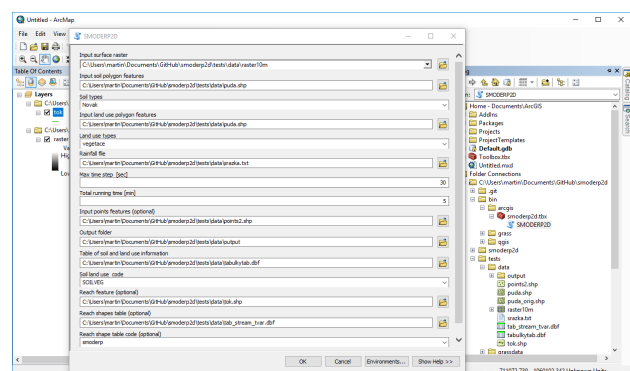 Untitled - ArcMap
File Edit View
Table Of Contents
Layers
C:\Users\
tok
C:\Users\
raster
Va
Hig
Lov
SMODERP2D
Input surface raster
C:\Users\martin\Documents\GitHub\smoderp2d\tests\data\raster10m
Input soil polygon features
C:\Users\martin\Documents\GitHub\smoderp2d\tests\data\puda.shp
Soil types
Novak
Input land use polygon features
C:\Users\martin\Documents\GitHub\smoderp2d\tests\data\puda.shp
Land use types
vegetace
Rainfall file
C:\Users\martin\Documents\GitHub\smoderp2d\tests\data\srazka.txt
Max time step [sec]
30
Total running time [min]
5
Input points features (optional)
C:\Users\martin\Documents\GitHub\smoderp2d\tests\data\points2.shp
Output folder
C:\Users\martin\Documents\GitHub\smoderp2d\tests\data\output
Table of soil and land use information
C:\Users\martin\Documents\GitHub\smoderp2d\tests\data\tabulkytab.dbf
Soil land use code
SOILVEG
Reach feature (optional)
C:\Users\martin\Documents\GitHub\smoderp2d\tests\data\tok.shp
Reach shapes table (optional)
C:\Users\martin\Documents\GitHub\smoderp2d\tests\data\tab_stream_tvar.dbf
Reach shape table code (optional)
smoderp
OK Cancel Environments... Show Help >>
SMODERP2D
Home - Documents\ArcGIS
AddIns
Packages
Projects
ProjectTemplates
Default.gdb
Toolbox.tbx
Untitled.mxd
Folder Connections
C:\Users\martin\Documents\GitHub\smoderp2d
.git
bin
arcgis
smoderp2d.tbx
SMODERP2D
grass
qgis
smoderp2d
tests
data
output
points2.shp
puda.shp
puda_orig.shp
raster10m
srazka.txt
tab_stream_tvar.dbf
tabulkytab.dbf
tok.shp
grassdata
Catalog
Search